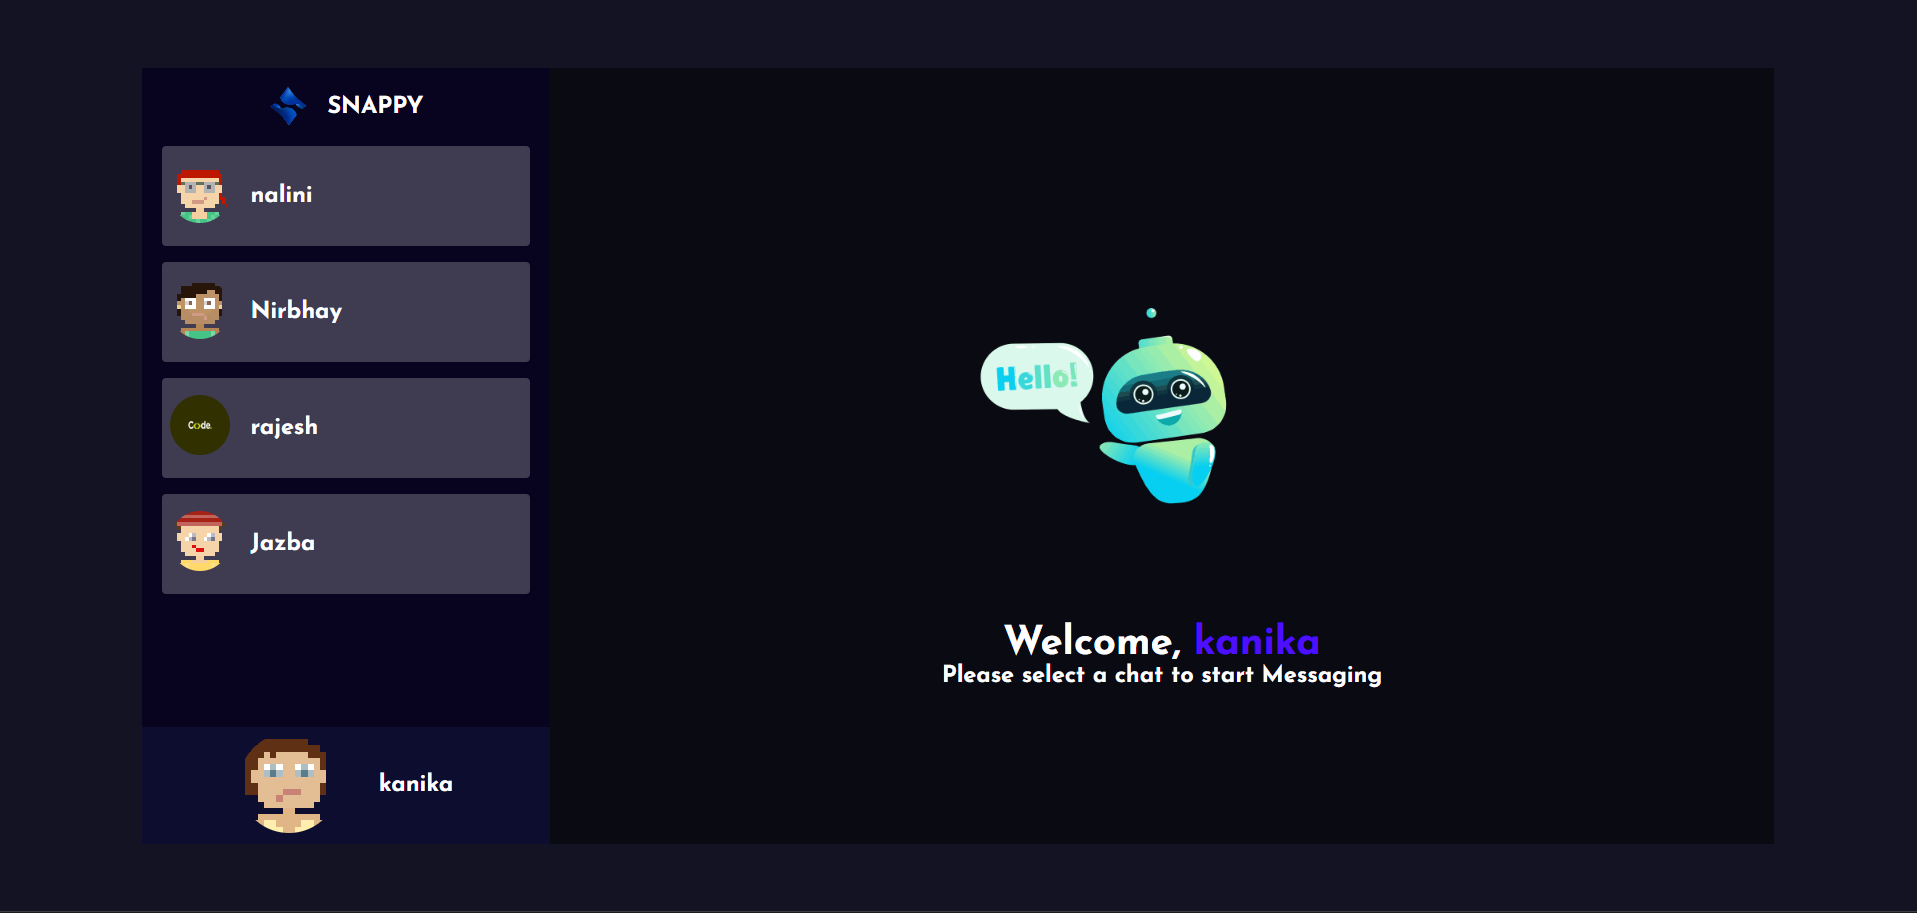 SNAPPY
nalini
Nirbhay
Code.
rajesh
Jazba
kanika
Hello!
Welcome, kanika
Please select a chat to start Messaging